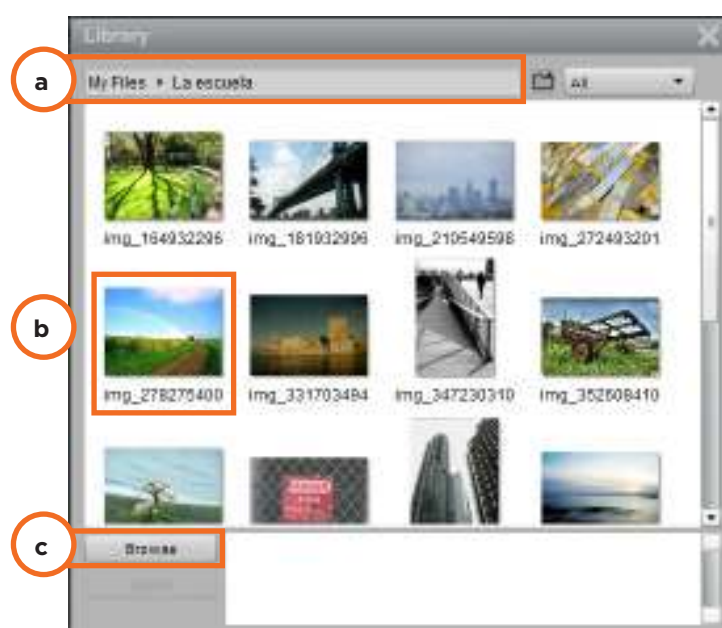 Library
a
My Files ▸ La escuela
All
img_164932296 img_181932996 img_210549598 img_272493201
b
img_278275400 img_331703494 img_347230310 img_352608410
c
Browse